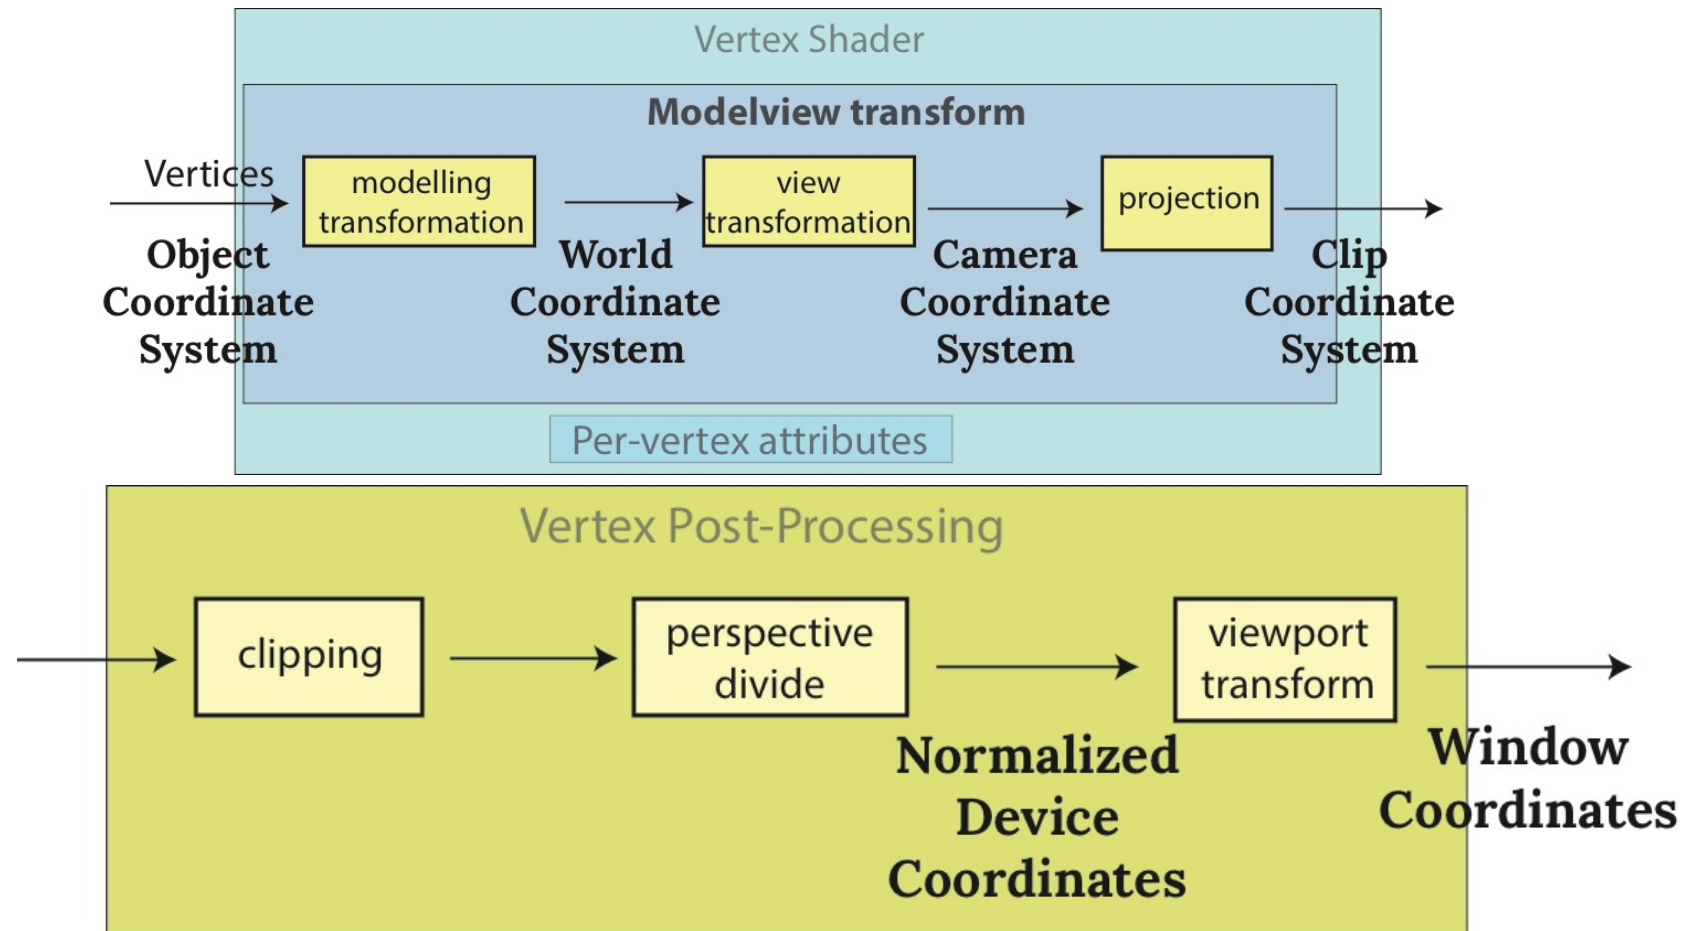 Vertex Shader
Modelview transform
Vertices
modelling
transformation
view
transformation
projection
Object
Coordinate
System
World
Coordinate
System
Camera
Coordinate
System
Clip
Coordinate
System
Per-vertex attributes
Vertex Post-Processing
clipping
perspective
divide
viewport
transform
Normalized
Device
Coordinates
Window
Coordinates